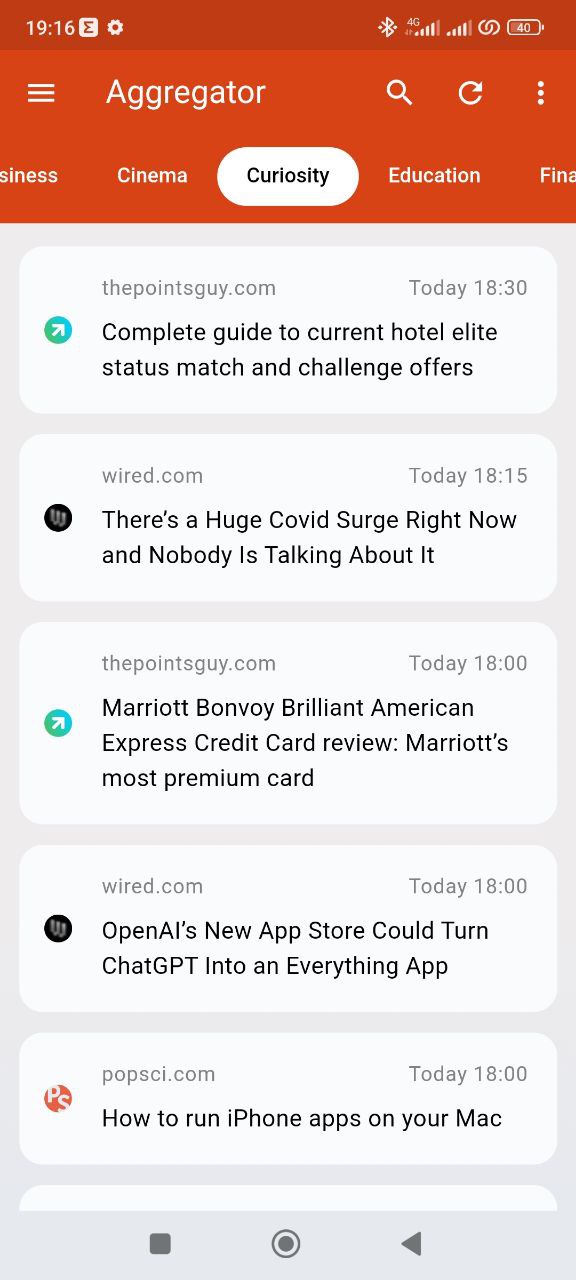 19:16 Σ
4G
40
Aggregator
siness Cinema Curiosity Education Fina
thepointsguy.com Today 18:30
Complete guide to current hotel elite
status match and challenge offers
wired.com Today 18:15
There’s a Huge Covid Surge Right Now
and Nobody Is Talking About It
thepointsguy.com Today 18:00
Marriott Bonvoy Brilliant American
Express Credit Card review: Marriott’s
most premium card
wired.com Today 18:00
OpenAI’s New App Store Could Turn
ChatGPT Into an Everything App
popsci.com Today 18:00
PS
How to run iPhone apps on your Mac